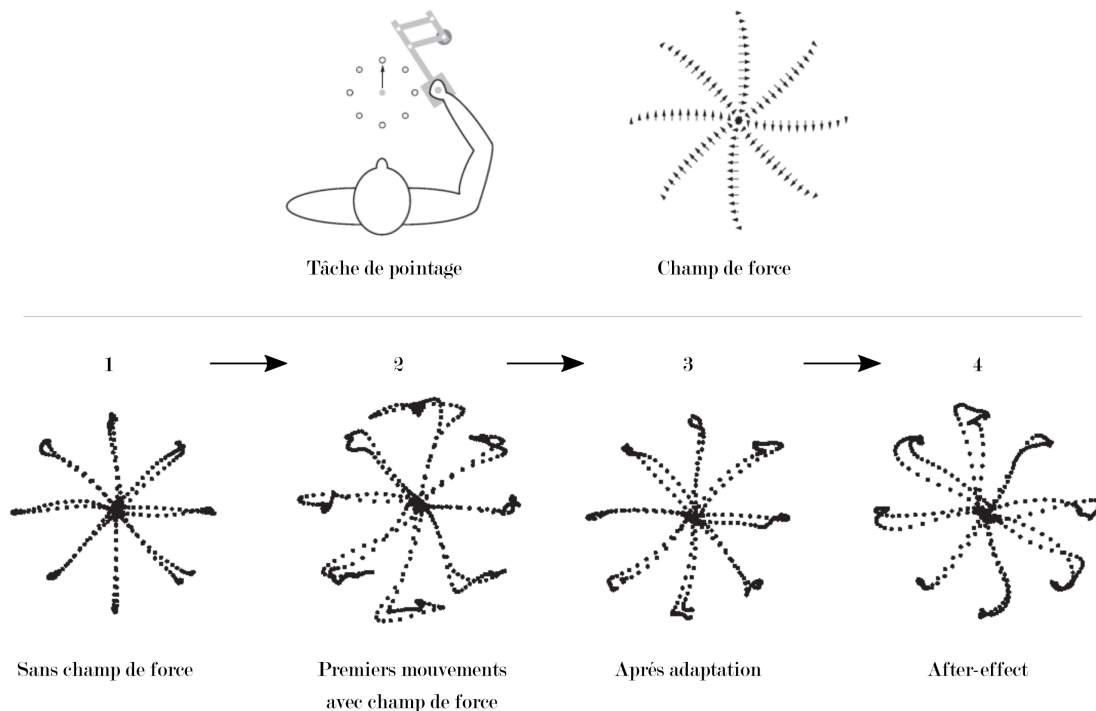 Tâche de pointage
Champ de force
1
2
3
4
Sans champ de force
Premiers mouvements
avec champ de force
Aprés adaptation
After-effect